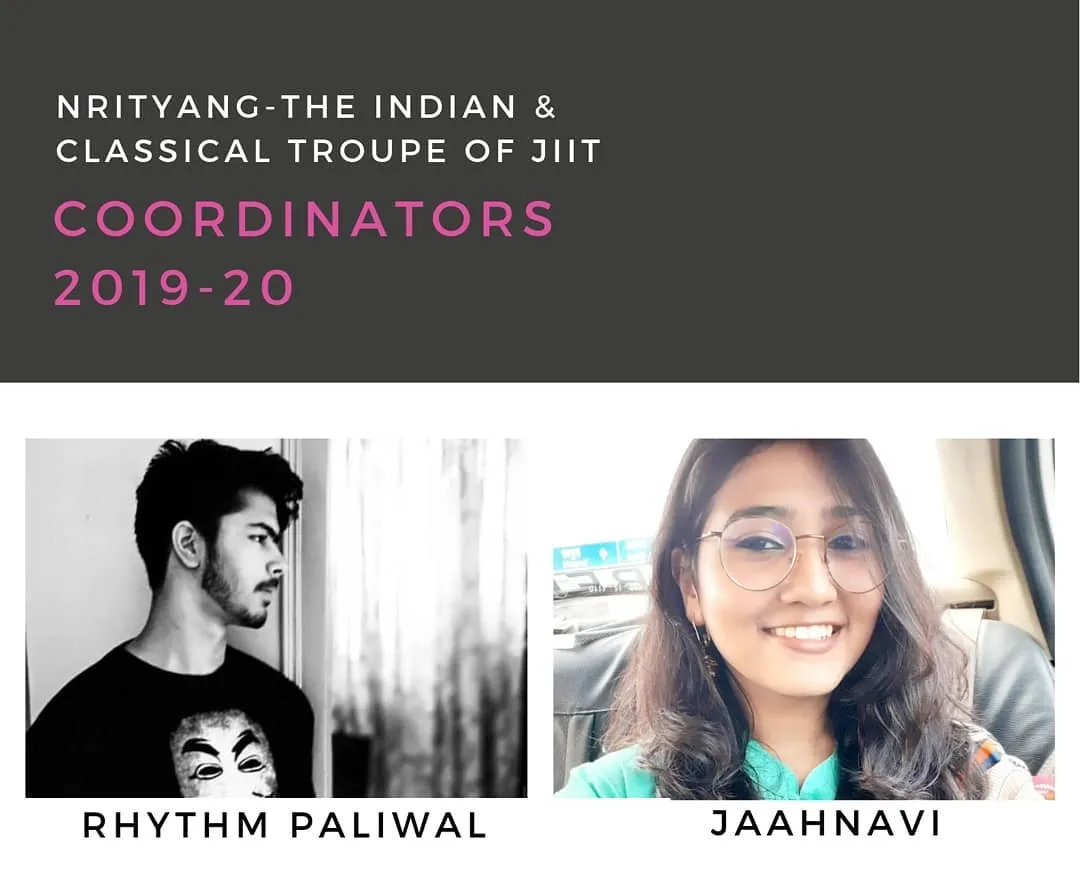 NRITYANG-THE INDIAN &
CLASSICAL TROUPE OF JIIT
COORDINATORS
2019-20
RHYTHM PALIWAL
JAAHNAVI